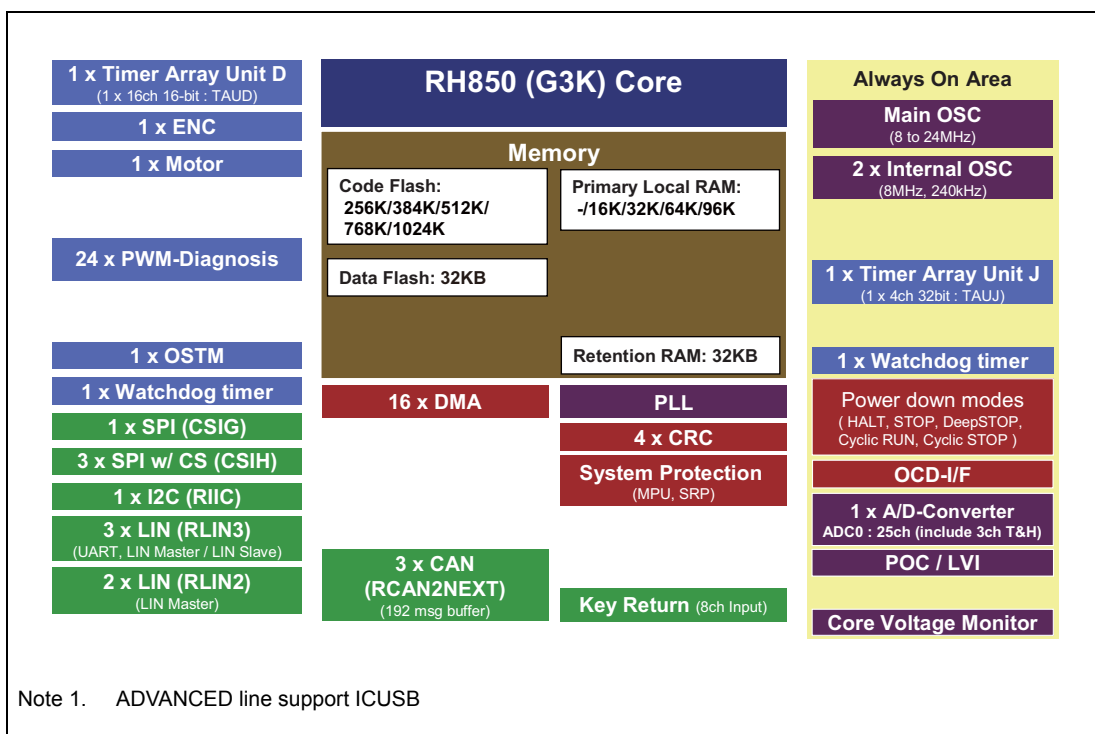 1 x Timer Array Unit D
(1 x 16ch 16-bit : TAUD)
1 x ENC
1 x Motor
24 x PWM-Diagnosis
1 x OSTM
1 x Watchdog timer
1 x SPI (CSIG)
3 x SPI w/ CS (CSIH)
1 x I2C (RIIC)
3 x LIN (RLIN3)
(UART, LIN Master / LIN Slave)
2 x LIN (RLIN2)
(LIN Master)
RH850 (G3K) Core
Memory
Code Flash:
256K/384K/512K/
768K/1024K
Primary Local RAM:
-/16K/32K/64K/96K
Data Flash: 32KB
Retention RAM: 32KB
16 x DMA
PLL
4 x CRC
System Protection
(MPU, SRP)
3 x CAN
(RCAN2NEXT)
(192 msg buffer)
Key Return (8ch Input)
Always On Area
Main OSC
(8 to 24MHz)
2 x Internal OSC
(8MHz, 240kHz)
1 x Timer Array Unit J
(1 x 4ch 32bit : TAUJ)
1 x Watchdog timer
Power down modes
( HALT, STOP, DeepSTOP,
Cyclic RUN, Cyclic STOP )
OCD-I/F
1 x A/D-Converter
ADC0 : 25ch (include 3ch T&H)
POC / LVI
Core Voltage Monitor
Note 1. ADVANCED line support ICUSB